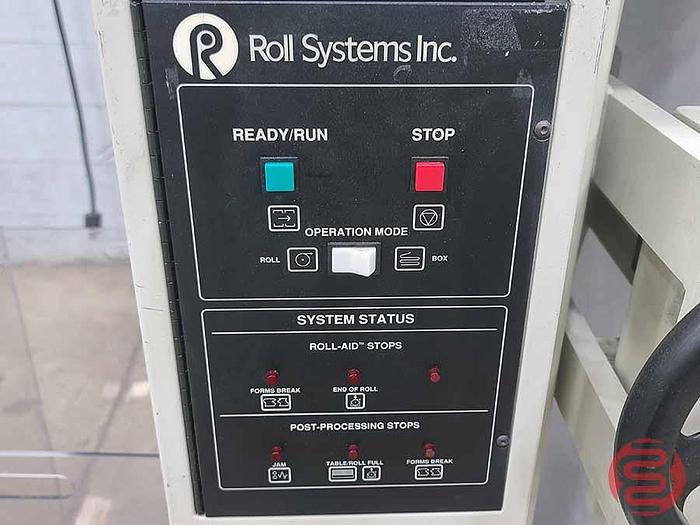 Roll Systems Inc.
READY/RUN STOP
OPERATION MODE
ROLL BOX
SYSTEM STATUS
ROLL-AID™ STOPS
FORMS BREAK END OF ROLL
POST-PROCESSING STOPS
JAM TABLE/ROLL FULL FORMS BREAK